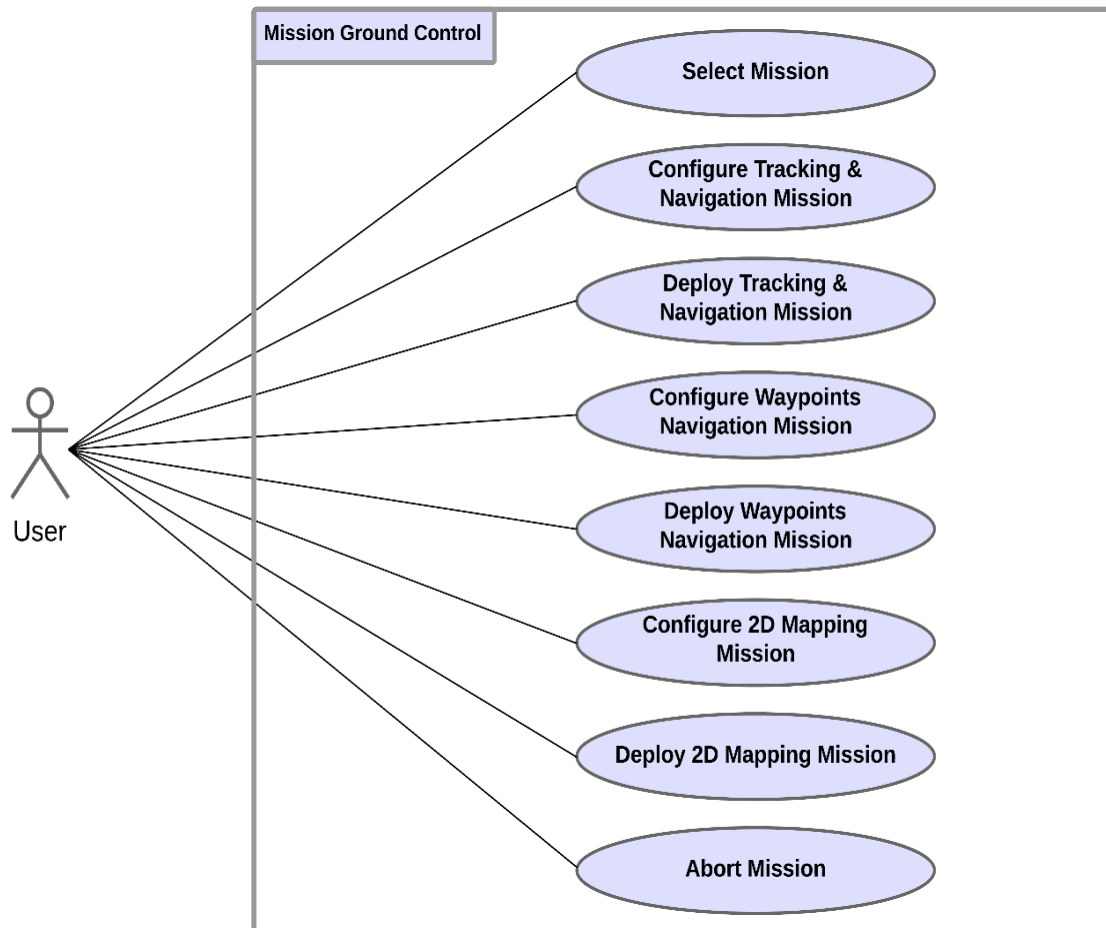 Mission Ground Control
Select Mission
Configure Tracking &
Navigation Mission
Deploy Tracking &
Navigation Mission
Configure Waypoints
Navigation Mission
Deploy Waypoints
Navigation Mission
Configure 2D Mapping
Mission
Deploy 2D Mapping Mission
Abort Mission
User